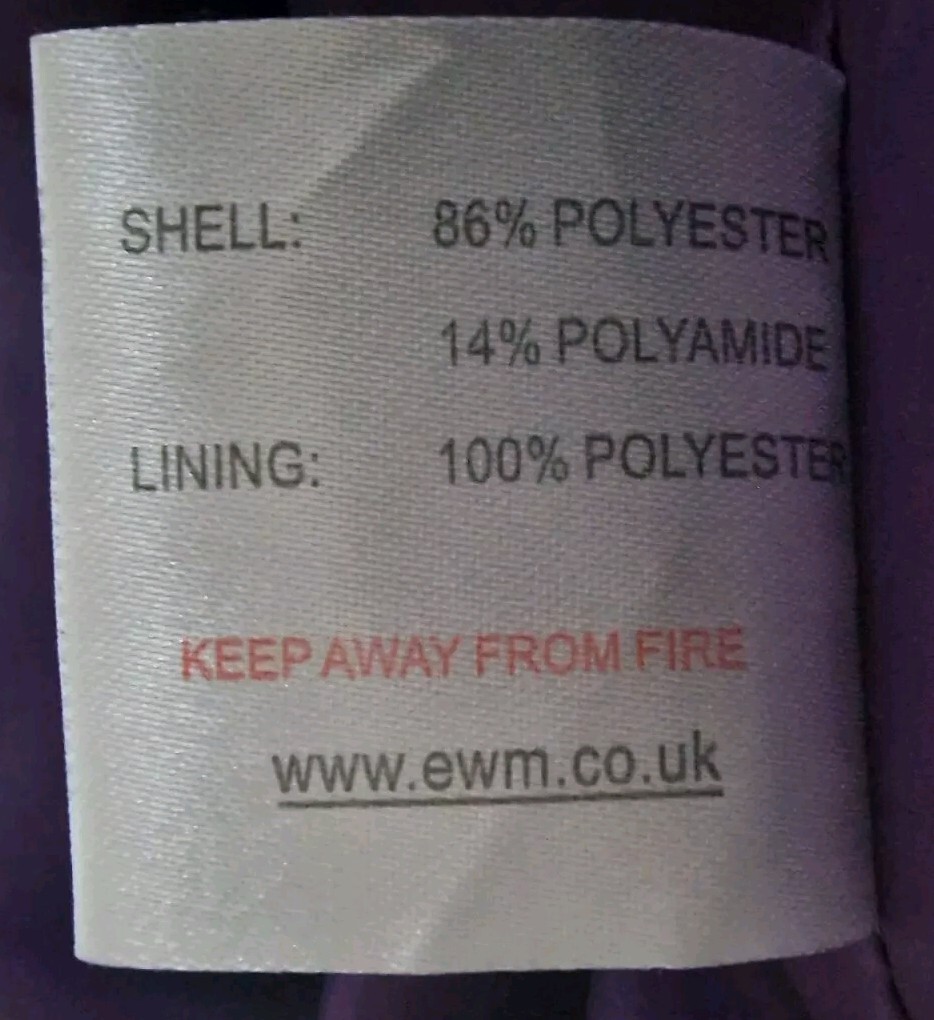 SHELL: 86% POLYESTER
14% POLYAMIDE
LINING: 100% POLYESTER
KEEP AWAY FROM FIRE
www.ewm.co.uk